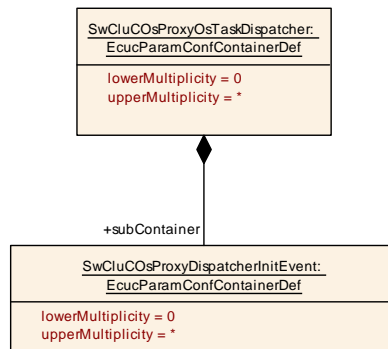 SwCluCOsProxyOsTaskDispatcher:
EcucParamConfContainerDef
lowerMultiplicity = 0
upperMultiplicity = *
+subContainer
SwCluCOsProxyDispatcherInitEvent:
EcucParamConfContainerDef
lowerMultiplicity = 0
upperMultiplicity = *